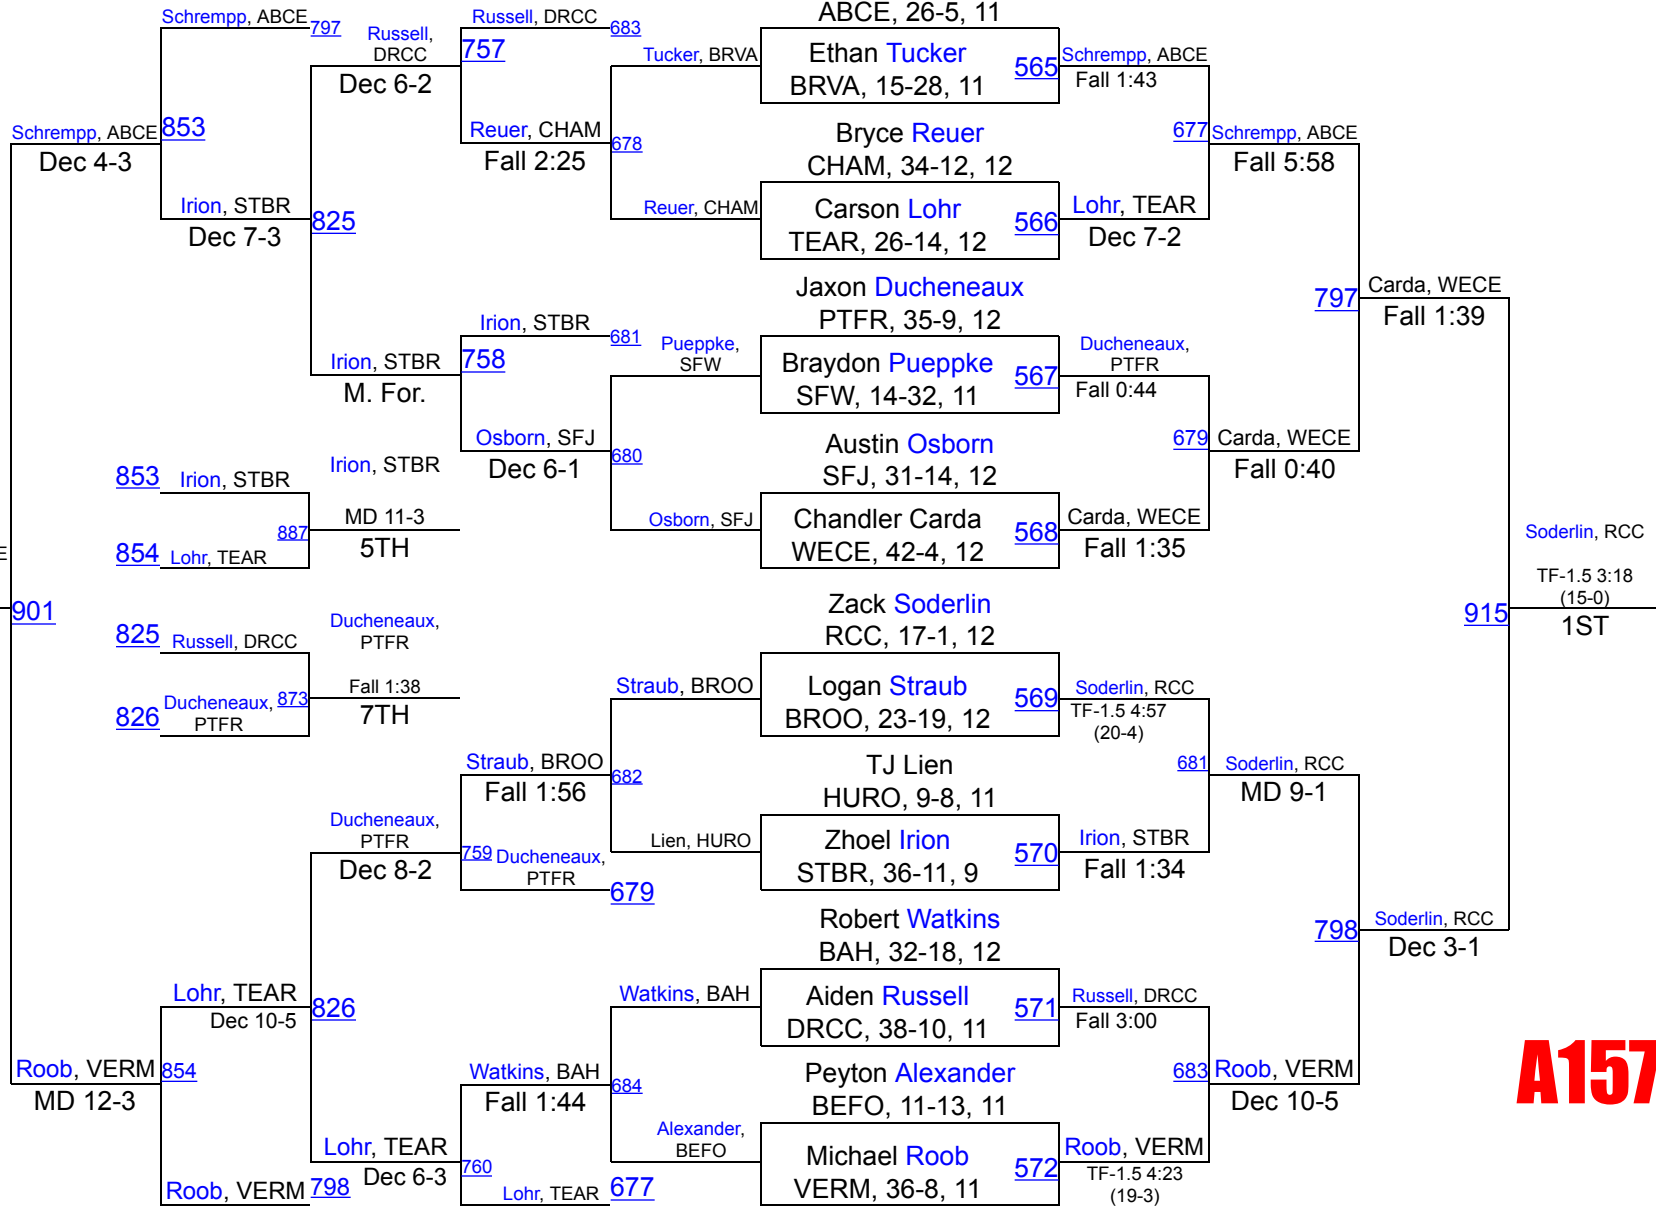 ABCE, 26-5, 11
Schrempp, ABCE
797
Russell, DRCC
Dec 6-2
Russell, DRCC
683
757
Tucker, BRVA
Ethan Tucker
BRVA, 15-28, 11
565
Schrempp, ABCE
Fall 1:43
Schrempp, ABCE
Dec 4-3
853
Reuer, CHAM
Fall 2:25
678
Bryce Reuer
CHAM, 34-12, 12
677
Schrempp, ABCE
Fall 5:58
Irion, STBR
Dec 7-3
825
Reuer, CHAM
Carson Lohr
TEAR, 26-14, 12
566
Lohr, TEAR
Dec 7-2
Jaxon Ducheneaux
PTFR, 35-9, 12
797
Carda, WECE
Fall 1:39
Irion, STBR
681
Irion, STBR
M. For.
758
Pueppke,
SFW
Braydon Pueppke
SFW, 14-32, 11
567
Ducheneaux,
PTFR
Fall 0:44
Osborn, SFJ
Dec 6-1
680
Austin Osborn
SFJ, 31-14, 12
679
Carda, WECE
Fall 0:40
853
Irion, STBR
Irion, STBR
887
MD 11-3
5TH
854
Lohr, TEAR
Osborn, SFJ
Chandler Carda
WECE, 42-4, 12
568
Carda, WECE
Fall 1:35
E
Soderlin, RCC
TF-1.5 3:18
(15-0)
915
1ST
901
Zack Soderlin
RCC, 17-1, 12
825
Russell, DRCC
Ducheneaux,
PTFR
826
Ducheneaux,
PTFR
873
Fall 1:38
7TH
Straub, BROO
Logan Straub
BROO, 23-19, 12
569
Soderlin, RCC
TF-1.5 4:57
(20-4)
Straub, BROO
Fall 1:56
682
TJ Lien
HURO, 9-8, 11
681
Soderlin, RCC
MD 9-1
Ducheneaux,
PTFR
Dec 8-2
759
Ducheneaux,
PTFR
679
Lien, HURO
Zhoel Irion
STBR, 36-11, 9
570
Irion, STBR
Fall 1:34
Robert Watkins
BAH, 32-18, 12
798
Soderlin, RCC
Dec 3-1
Lohr, TEAR
Dec 10-5
826
Watkins, BAH
Aiden Russell
DRCC, 38-10, 11
571
Russell, DRCC
Fall 3:00
Roob, VERM
MD 12-3
854
Watkins, BAH
Fall 1:44
684
Peyton Alexander
BEFO, 11-13, 11
683
Roob, VERM
Dec 10-5
A157
Lohr, TEAR
Dec 6-3
760
Alexander,
BEFO
Michael Roob
VERM, 36-8, 11
572
Roob, VERM
TF-1.5 4:23
(19-3)
Roob, VERM
798
Lohr, TEAR
677